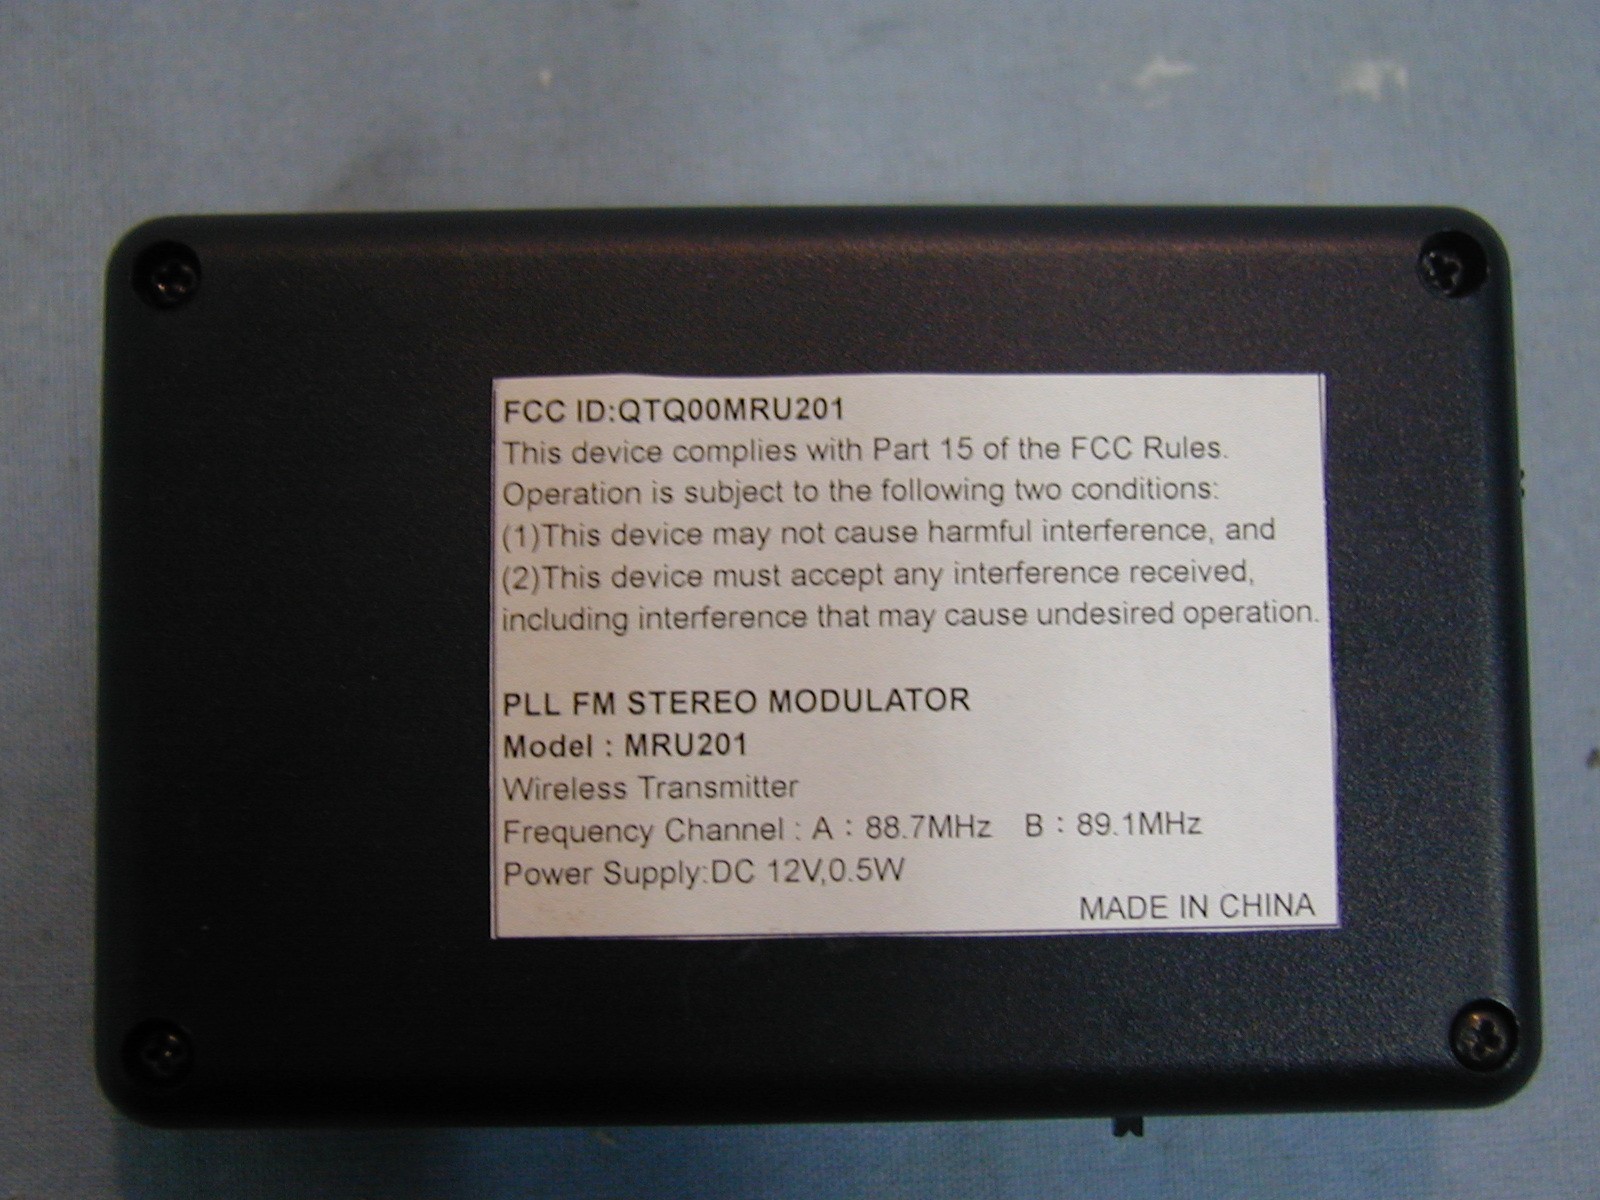 FCC ID:QTQ00MRU201
This device complies with Part 15 of the FCC Rules.
Operation is subject to the following two conditions:
(1)This device may not cause harmful interference, and
(2)This device must accept any interference received,
including interference that may cause undesired operation.
PLL FM STEREO MODULATOR
Model : MRU201
Wireless Transmitter
Frequency Channel : A : 88.7MHz B : 89.1MHz
Power Supply:DC 12V,0.5W
MADE IN CHINA